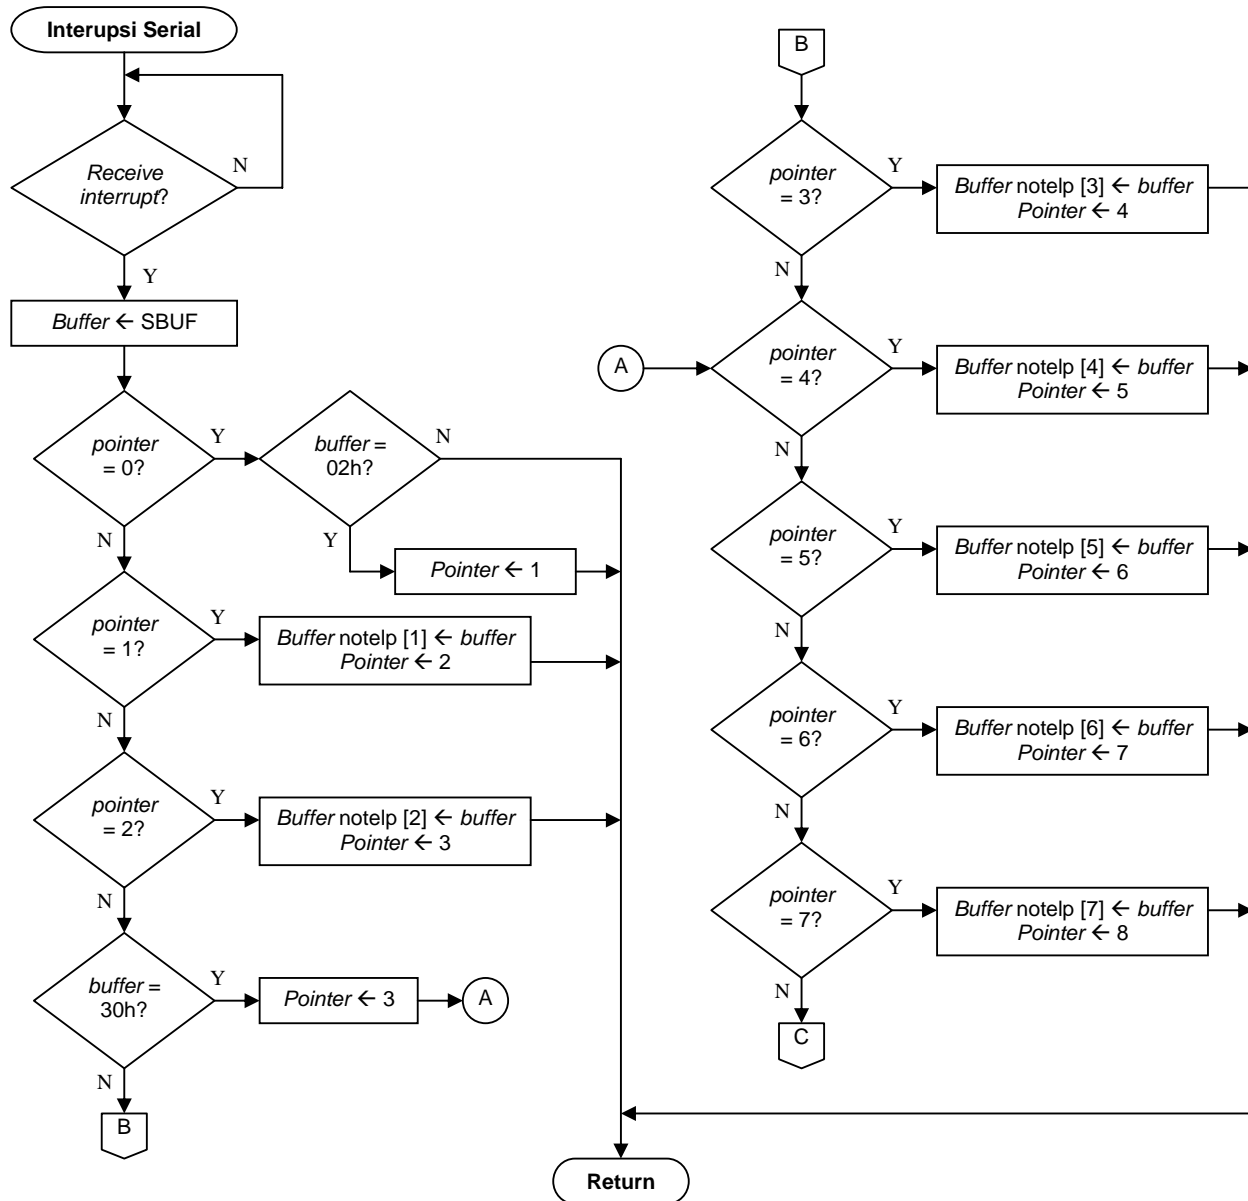 Interupsi Serial
Receive
interrupt?
N
Y
Buffer ← SBUF
pointer
= 0?
Y
N
buffer =
02h?
N
Y
Pointer ← 1
pointer
= 1?
Y
N
Buffer notelp [1] ← buffer
Pointer ← 2
pointer
= 2?
Y
N
Buffer notelp [2] ← buffer
Pointer ← 3
buffer =
30h?
Y
N
Pointer ← 3
A
B
B
pointer
= 3?
Y
N
Buffer notelp [3] ← buffer
Pointer ← 4
A
pointer
= 4?
Y
N
Buffer notelp [4] ← buffer
Pointer ← 5
pointer
= 5?
Y
N
Buffer notelp [5] ← buffer
Pointer ← 6
pointer
= 6?
Y
N
Buffer notelp [6] ← buffer
Pointer ← 7
pointer
= 7?
Y
N
Buffer notelp [7] ← buffer
Pointer ← 8
C
Return